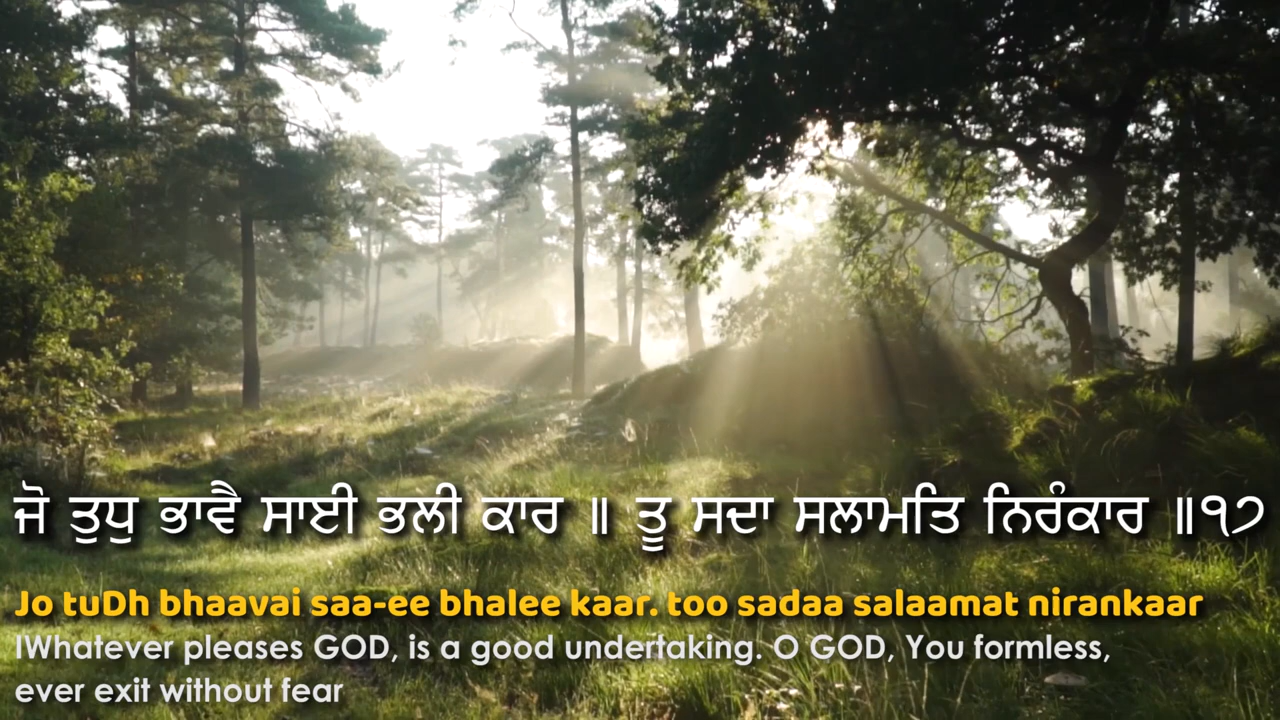 ਜੋ ਤੁਧੁ ਭਾਵੈ ਸਾਈ ਭਲੀ ਕਾਰ ॥ ਤੂ ਸਦਾ ਸਲਾਮਤਿ ਨਿਰੰਕਾਰ ॥੧੭
Jo tuDh bhaavai saa-ee bhalee kaar. too sadaa salaamat nirankaar
IWhatever pleases GOD, is a good undertaking. O GOD, You formless,
ever exit without fear